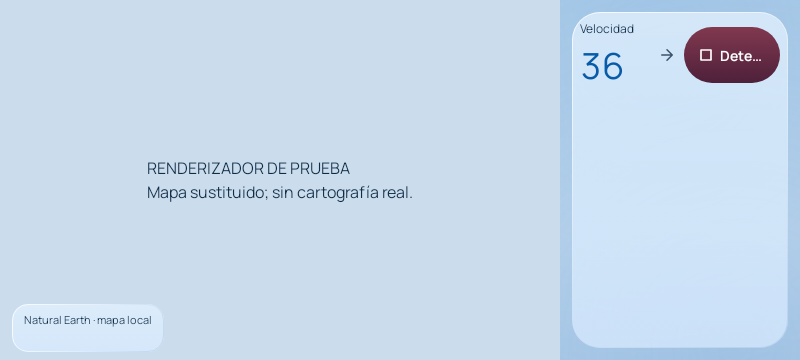 RENDERIZADOR DE PRUEBA
Mapa sustituido; sin cartografía real.
Natural Earth · mapa local
Velocidad
36
Dete...